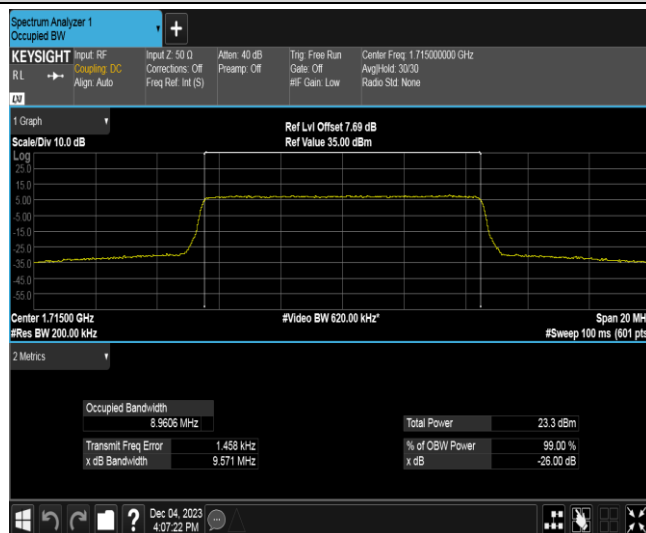 Spectrum Analyzer 1
Occupied BW
+
KEYSIGHT
RL
LXI
Input: RF
Coupling: DC
Align: Auto
Input Z: 50 Ω
Corrections: Off
Freq Ref: Int (S)
Atten: 40 dB
Preamp: Off
Trig: Free Run
Gate: Off
#IF Gain: Low
Center Freq: 1.715000000 GHz
Avg|Hold: 30/30
Radio Std: None
1 Graph
Scale/Div 10.0 dB
Ref Lvl Offset 7.69 dB
Ref Value 35.00 dBm
Log
25.0
15.0
5.00
-5.00
-15.0
-25.0
-35.0
-45.0
-55.0
Center 1.71500 GHz
#Res BW 200.00 kHz
#Video BW 620.00 kHz*
Span 20 MH
#Sweep 100 ms (601 pts
2 Metrics
Occupied Bandwidth
8.9606 MHz
Transmit Freq Error 1.458 kHz
x dB Bandwidth 9.571 MHz
Total Power 23.3 dBm
% of OBW Power 99.00 %
x dB -26.00 dB
?
Dec 04, 2023
4:07:22 PM